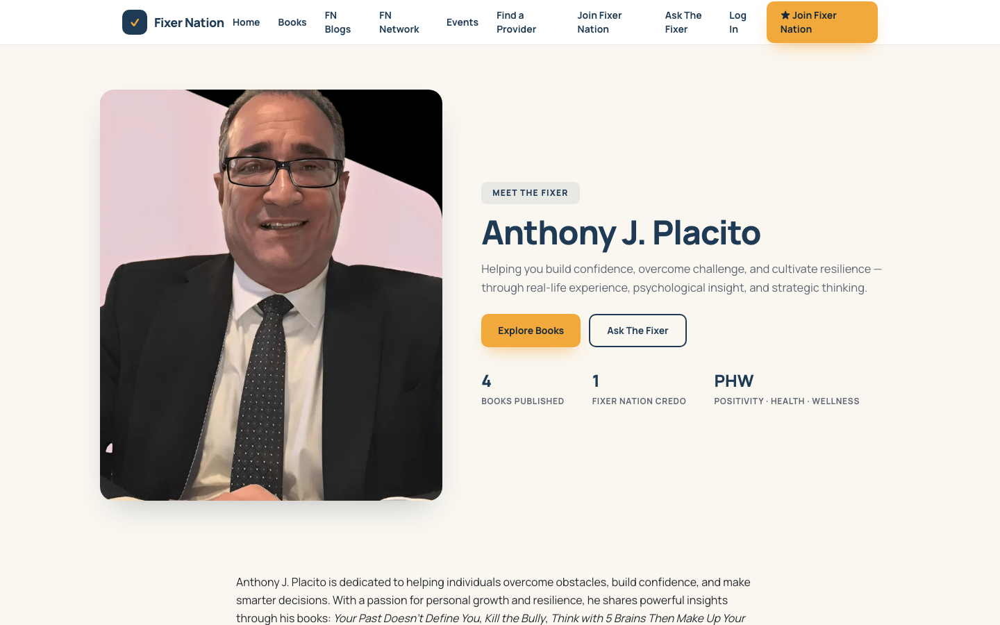 Fixer Nation
Home
Books
FN
Blogs
FN
Network
Events
Find a
Provider
Join Fixer
Nation
Ask The
Fixer
Log
In
Join Fixer
Nation
MEET THE FIXER
Anthony J. Placito
Helping you build confidence, overcome challenge, and cultivate resilience —
through real-life experience, psychological insight, and strategic thinking.
Explore Books
Ask The Fixer
4
BOOKS PUBLISHED
1
FIXER NATION CREDO
PHW
POSITIVITY · HEALTH · WELLNESS
Anthony J. Placito is dedicated to helping individuals overcome obstacles, build confidence, and make
smarter decisions. With a passion for personal growth and resilience, he shares powerful insights
through his books: Your Past Doesn't Define You, Kill the Bully, Think with 5 Brains Then Make Up Your